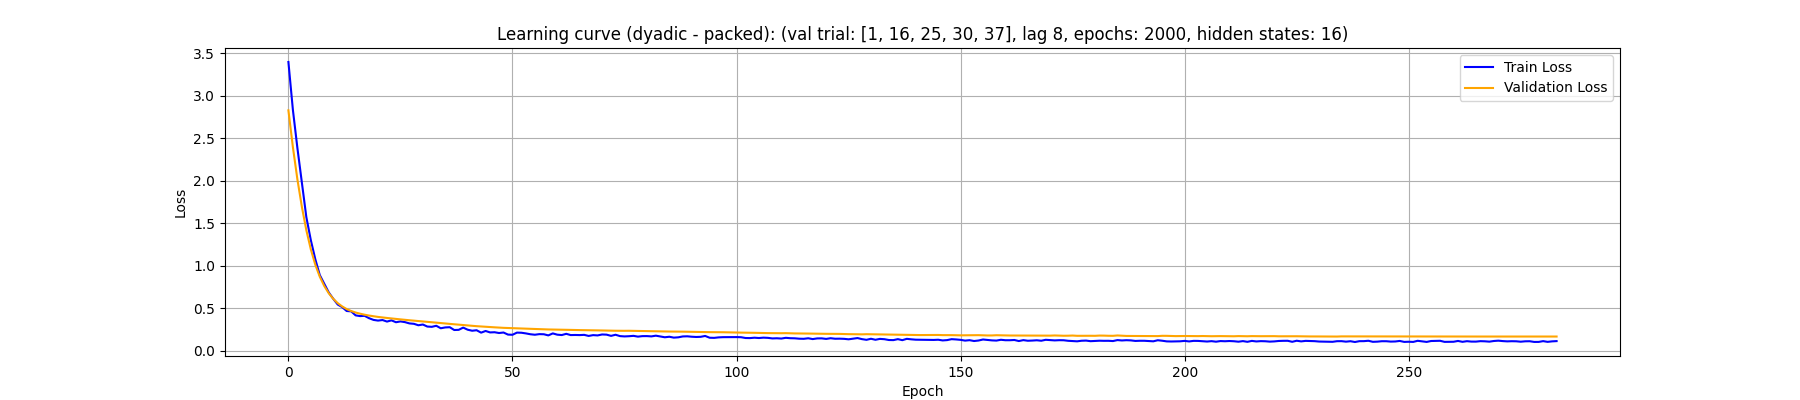 Learning curve (dyadic - packed): (val trial: [1, 16, 25, 30, 37], lag 8, epochs: 2000, hidden states: 16)
3.5
3.0
2.5
2.0
1.5
1.0
0.5
0.0
Loss
Train Loss
Validation Loss
0 50 100 150 200 250
Epoch